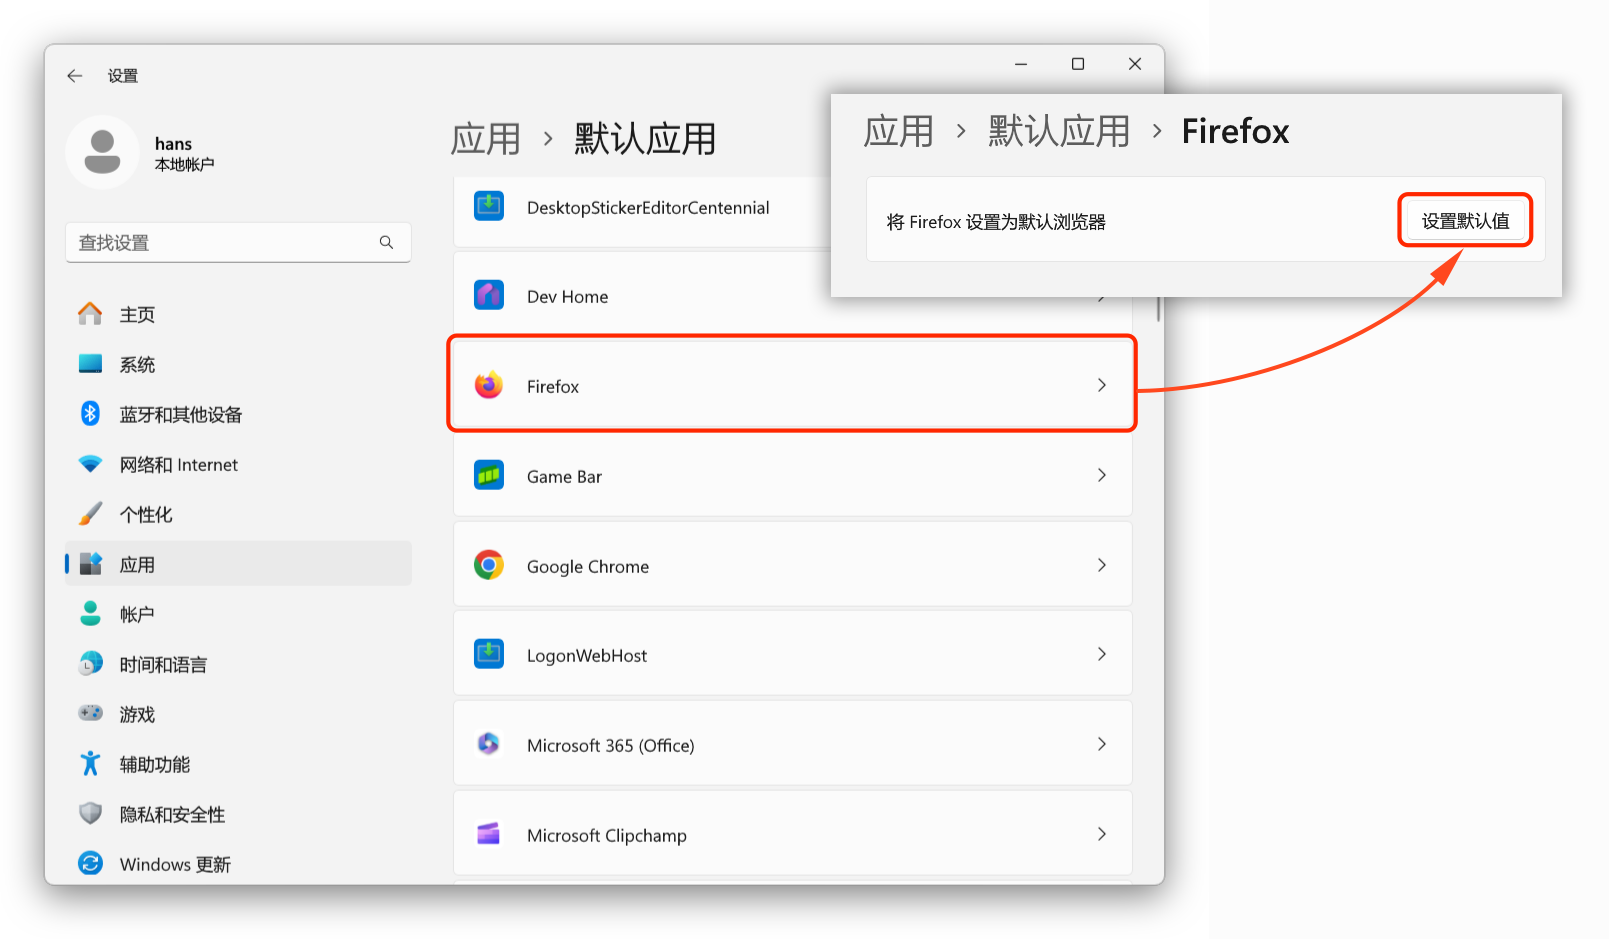 设置
hans
本地帐户
查找设置
主页
系统
蓝牙和其他设备
网络和 Internet
个性化
应用
帐户
时间和语言
游戏
辅助功能
隐私和安全性
Windows 更新
应用 › 默认应用
DesktopStickerEditorCentennial
Dev Home
Firefox
Game Bar
Google Chrome
LogonWebHost
Microsoft 365 (Office)
Microsoft Clipchamp
应用 › 默认应用 › Firefox
将 Firefox 设置为默认浏览器
设置默认值